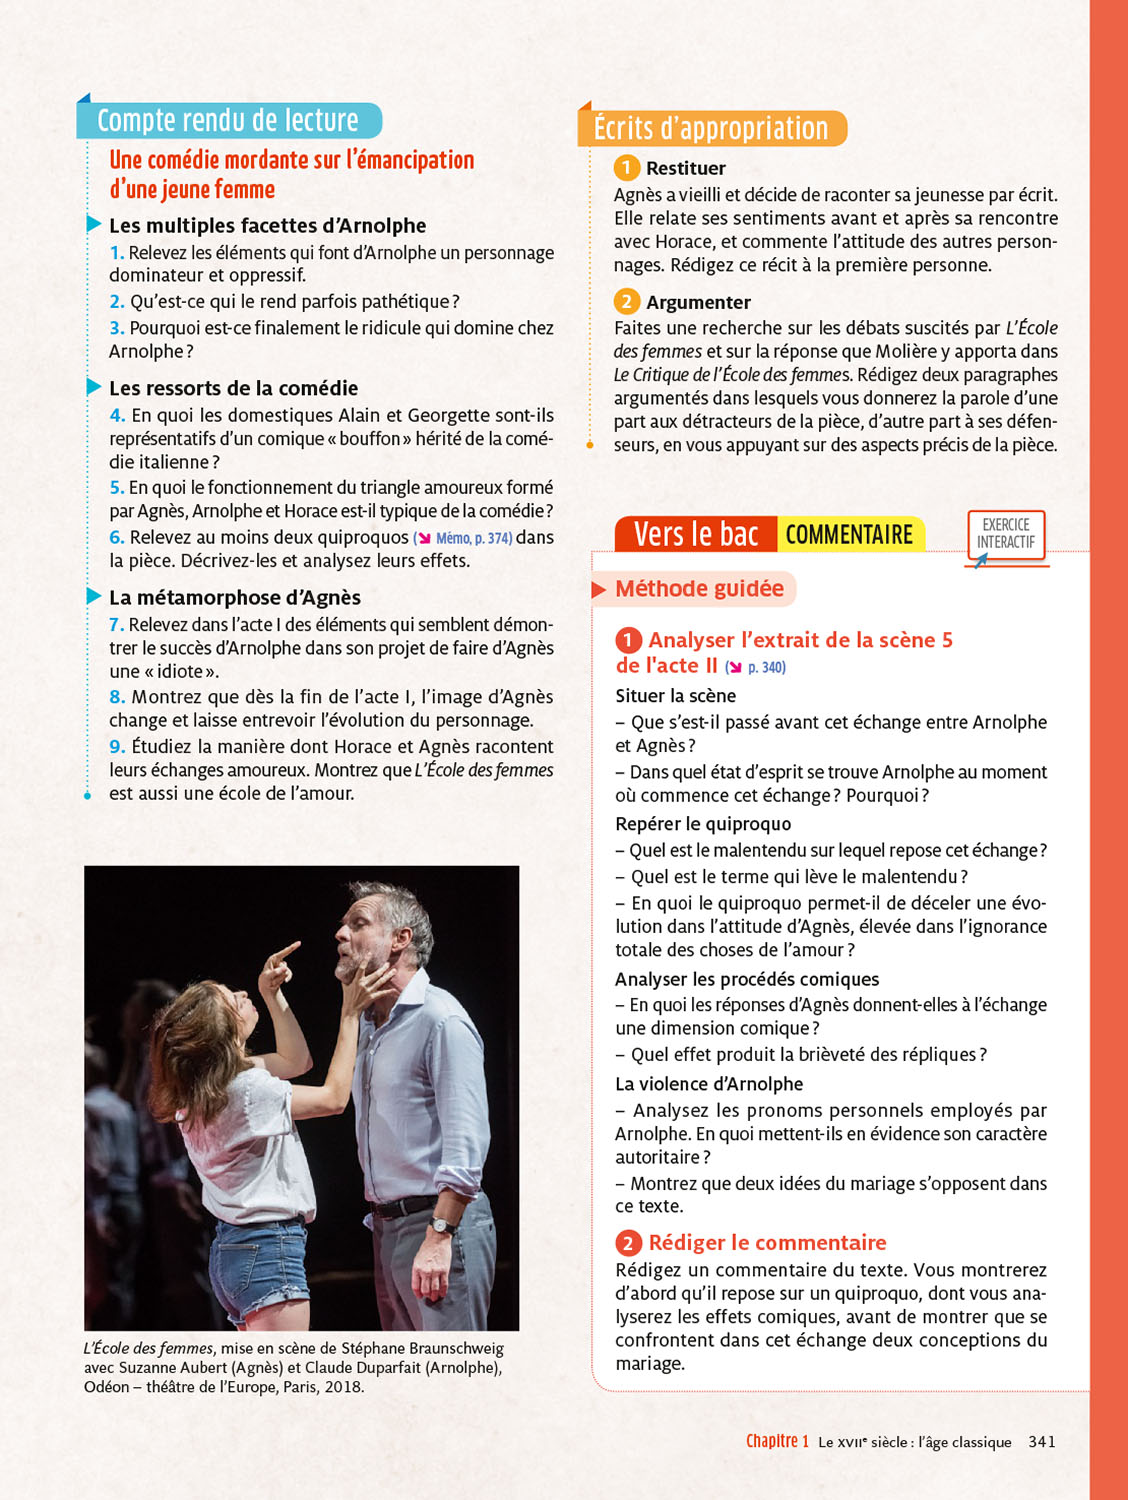 Compte rendu de lecture
Une comédie mordante sur l'émancipation
d'une jeune femme
Les multiples facettes d'Arnolphe
1. Relevez les éléments qui font d'Arnolphe un personnage
dominateur et oppressif.
2. Qu'est-ce qui le rend parfois pathétique ?
3. Pourquoi est-ce finalement le ridicule qui domine chez
Arnolphe ?
Les ressorts de la comédie
4. En quoi les domestiques Alain et Georgette sont-ils
représentatifs d'un comique « bouffon » hérité de la comé-
die italienne ?
5. En quoi le fonctionnement du triangle amoureux formé
par Agnès, Arnolphe et Horace est-il typique de la comédie ?
6. Relevez au moins deux quiproquos (↘ Mémo, p. 374) dans
la pièce. Décrivez-les et analysez leurs effets.
La métamorphose d'Agnès
7. Relevez dans l'acte I des éléments qui semblent démon-
trer le succès d'Arnolphe dans son projet de faire d'Agnès
une « idiote ».
8. Montrez que dès la fin de l'acte I, l'image d'Agnès
change et laisse entrevoir l'évolution du personnage.
9. Étudiez la manière dont Horace et Agnès racontent
leurs échanges amoureux. Montrez que L'École des femmes
est aussi une école de l'amour.
L'École des femmes, mise en scène de Stéphane Braunschweig
avec Suzanne Aubert (Agnès) et Claude Duparfait (Arnolphe),
Odéon – théâtre de l'Europe, Paris, 2018.
Écrits d'appropriation
1 Restituer
Agnès a vieilli et décide de raconter sa jeunesse par écrit.
Elle relate ses sentiments avant et après sa rencontre
avec Horace, et commente l'attitude des autres person-
nages. Rédigez ce récit à la première personne.
2 Argumenter
Faites une recherche sur les débats suscités par L'École
des femmes et sur la réponse que Molière y apporta dans
Le Critique de l'École des femmes. Rédigez deux paragraphes
argumentés dans lesquels vous donnerez la parole d'une
part aux détracteurs de la pièce, d'autre part à ses défen-
seurs, en vous appuyant sur des aspects précis de la pièce.
Vers le bac COMMENTAIRE
EXERCICE
INTERACTIF
Méthode guidée
1 Analyser l'extrait de la scène 5
de l'acte II (↘ p. 340)
Situer la scène
– Que s'est-il passé avant cet échange entre Arnolphe
et Agnès ?
– Dans quel état d'esprit se trouve Arnolphe au moment
où commence cet échange ? Pourquoi ?
Repérer le quiproquo
– Quel est le malentendu sur lequel repose cet échange ?
– Quel est le terme qui lève le malentendu ?
– En quoi le quiproquo permet-il de déceler une évo-
lution dans l'attitude d'Agnès, élevée dans l'ignorance
totale des choses de l'amour ?
Analyser les procédés comiques
– En quoi les réponses d'Agnès donnent-elles à l'échange
une dimension comique ?
– Quel effet produit la brièveté des répliques ?
La violence d'Arnolphe
– Analysez les pronoms personnels employés par
Arnolphe. En quoi mettent-ils en évidence son caractère
autoritaire ?
– Montrez que deux idées du mariage s'opposent dans
ce texte.
2 Rédiger le commentaire
Rédigez un commentaire du texte. Vous montrerez
d'abord qu'il repose sur un quiproquo, dont vous ana-
lyserez les effets comiques, avant de montrer que se
confrontent dans cet échange deux conceptions du
mariage.
Chapitre 1 Le XVIIe siècle : l'âge classique 341